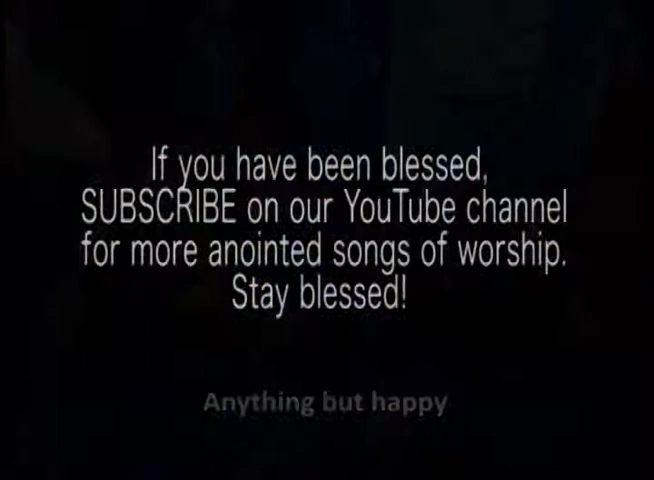 If you have been blessed,
SUBSCRIBE on our YouTube channel
for more anointed songs of worship.
Stay blessed!
Anything but happy